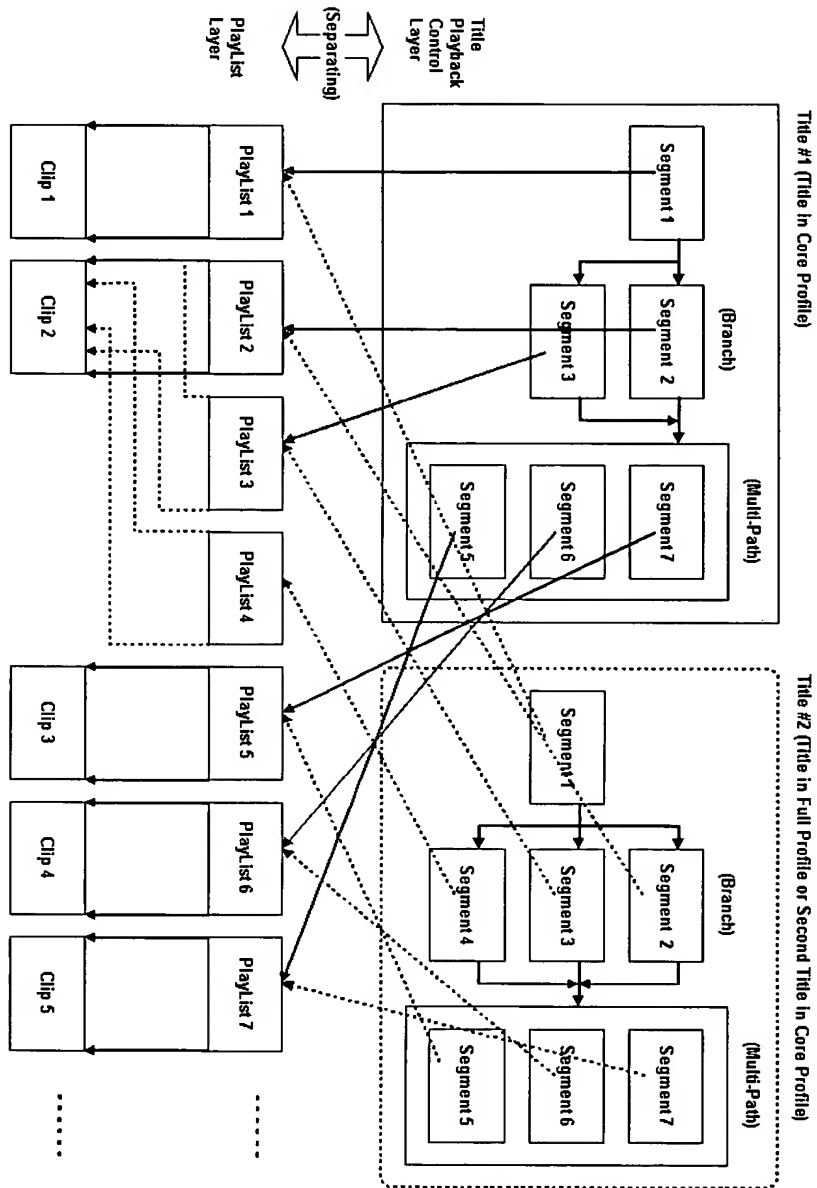 Title #1 (Title in Core Profile)
Title #2 (Title in Full Profile or Second Title in Core Profile)
Title
Playback
Control
Layer
(Separating)
PlayList
Layer
Segment 1
(Branch)
Segment 2
Segment 3
(Multi-Path)
Segment 7
Segment 6
Segment 5
Segment 1
(Branch)
Segment 2
Segment 3
Segment 4
(Multi-Path)
Segment 7
Segment 6
Segment 5
PlayList 1
PlayList 2
PlayList 3
PlayList 4
PlayList 5
PlayList 6
PlayList 7
Clip 1
Clip 2
Clip 3
Clip 4
Clip 5